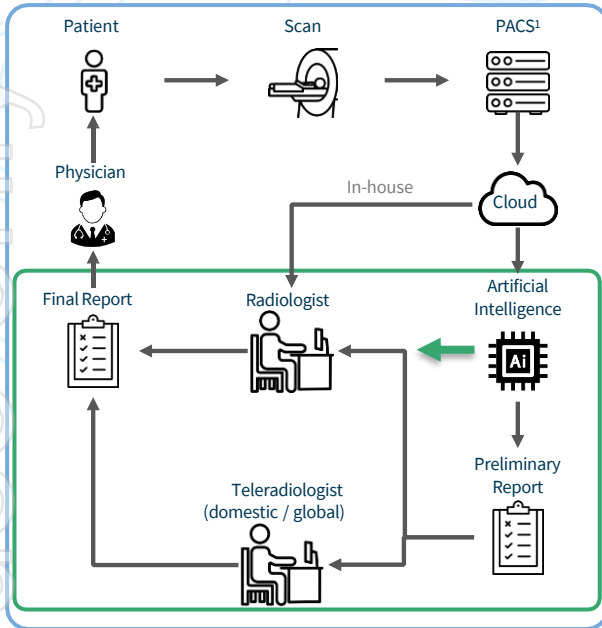 Patient
Scan
PACS¹
Physician
In-house
Cloud
Final Report
Radiologist
Artificial
Intelligence
Ai
Preliminary
Report
Teleradiologist
(domestic / global)